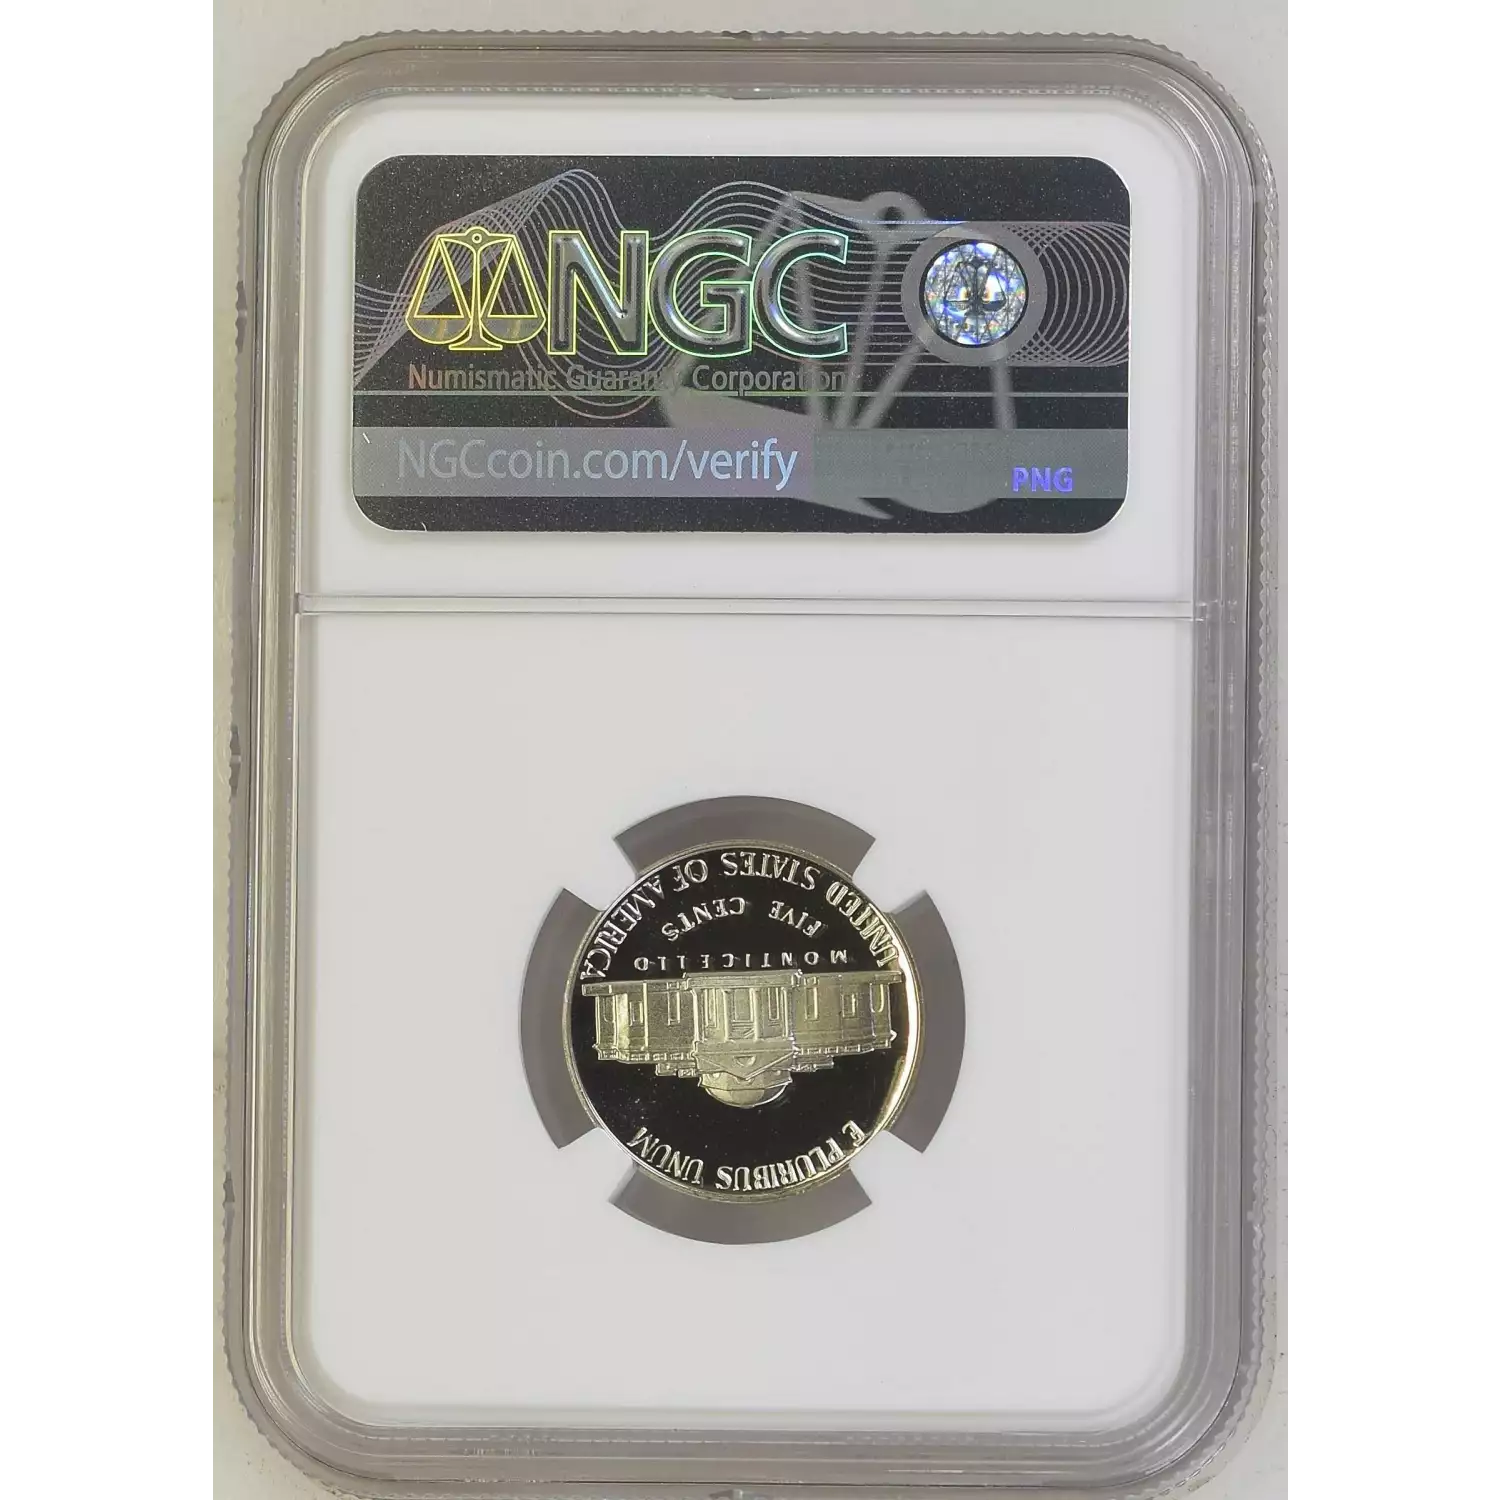 NGC
Numismatic Guaranty Corporation
NGCcoin.com/verify
PNG
E PLURIBUS UNUM
MONTICELLO
FIVE CENTS
UNITED STATES OF AMERICA